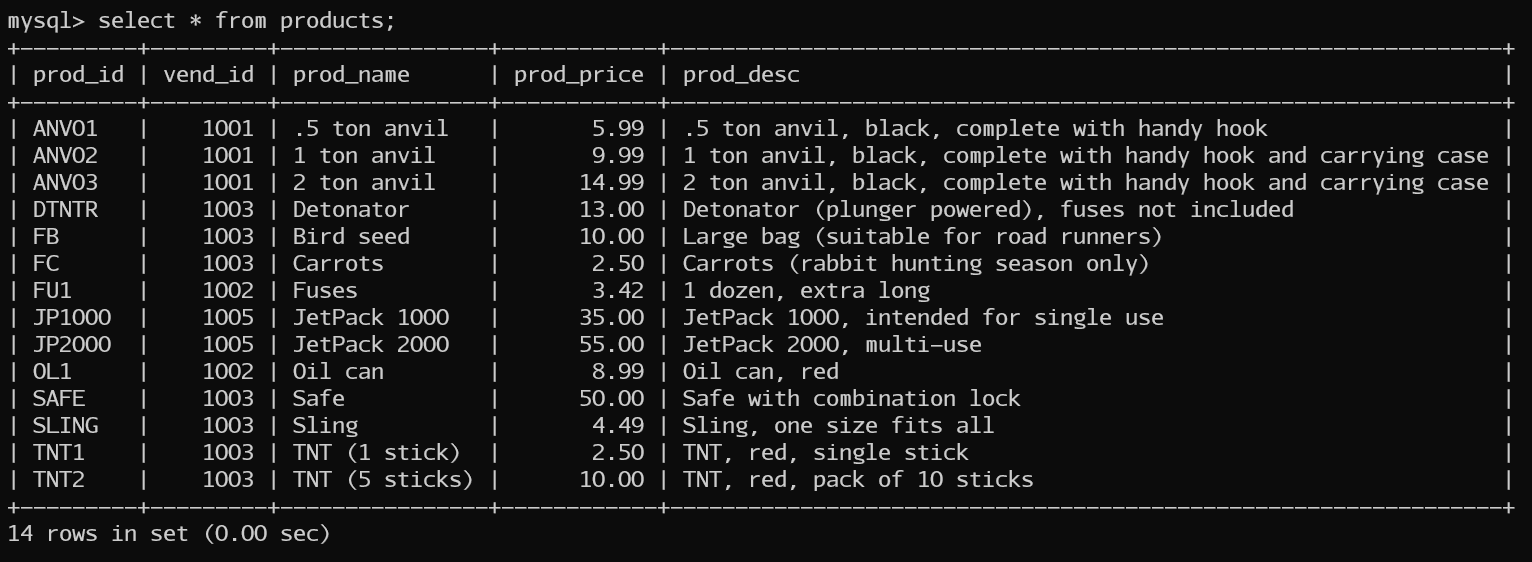 mysql> select * from products;
+---------+---------+----------------+------------+----------------------------------------------------------------+
| prod_id | vend_id | prod_name      | prod_price | prod_desc                                                      |
+---------+---------+----------------+------------+----------------------------------------------------------------+
| ANV01   |    1001 | .5 ton anvil   |       5.99 | .5 ton anvil, black, complete with handy hook                  |
| ANV02   |    1001 | 1 ton anvil    |       9.99 | 1 ton anvil, black, complete with handy hook and carrying case |
| ANV03   |    1001 | 2 ton anvil    |      14.99 | 2 ton anvil, black, complete with handy hook and carrying case |
| DTNTR   |    1003 | Detonator      |      13.00 | Detonator (plunger powered), fuses not included                |
| FB      |    1003 | Bird seed      |      10.00 | Large bag (suitable for road runners)                          |
| FC      |    1003 | Carrots        |       2.50 | Carrots (rabbit hunting season only)                           |
| FU1     |    1002 | Fuses          |       3.42 | 1 dozen, extra long                                            |
| JP1000  |    1005 | JetPack 1000   |      35.00 | JetPack 1000, intended for single use                          |
| JP2000  |    1005 | JetPack 2000   |      55.00 | JetPack 2000, multi-use                                        |
| OL1     |    1002 | Oil can        |       8.99 | Oil can, red                                                   |
| SAFE    |    1003 | Safe           |      50.00 | Safe with combination lock                                     |
| SLING   |    1003 | Sling          |       4.49 | Sling, one size fits all                                       |
| TNT1    |    1003 | TNT (1 stick)  |       2.50 | TNT, red, single stick                                         |
| TNT2    |    1003 | TNT (5 sticks) |      10.00 | TNT, red, pack of 10 sticks                                    |
+---------+---------+----------------+------------+----------------------------------------------------------------+
14 rows in set (0.00 sec)